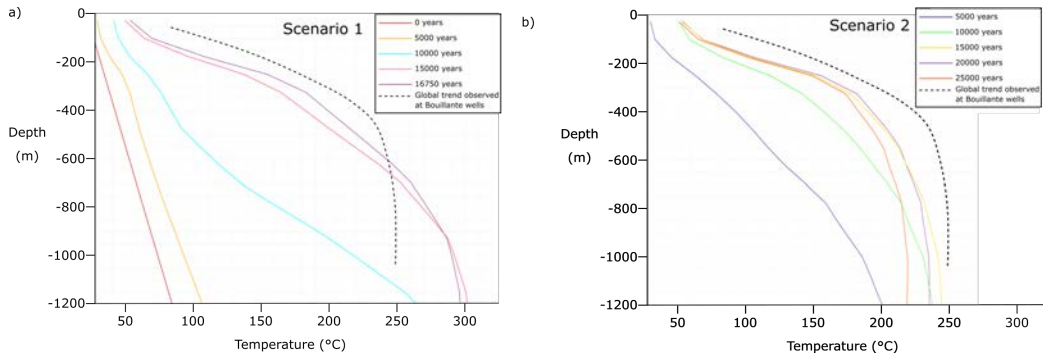 a)
Scenario 1
0 years
5000 years
10000 years
15000 years
16750 years
Global trend observed
at Bouillante wells
Depth
(m)
0
-200
-400
-600
-800
-1000
-1200
50
100
150
200
250
300
Temperature (°C)
b)
Scenario 2
5000 years
10000 years
15000 years
20000 years
25000 years
Global trend observed
at Bouillante wells
Depth
(m)
0
-200
-400
-600
-800
-1000
-1200
50
100
150
200
250
300
Temperature (°C)